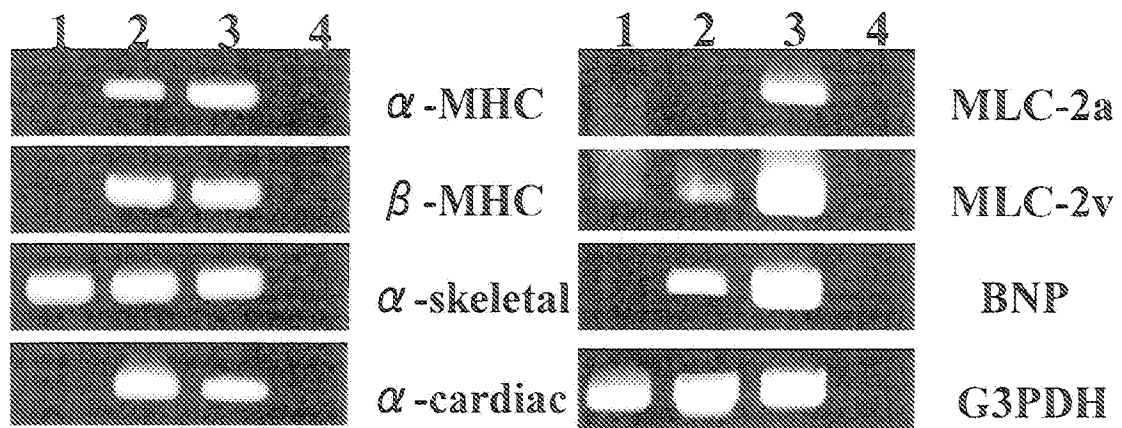 1 2 3 4
α-MHC
β-MHC
α-skeletal
α-cardiac
1 2 3 4
MLC-2a
MLC-2v
BNP
G3PDH